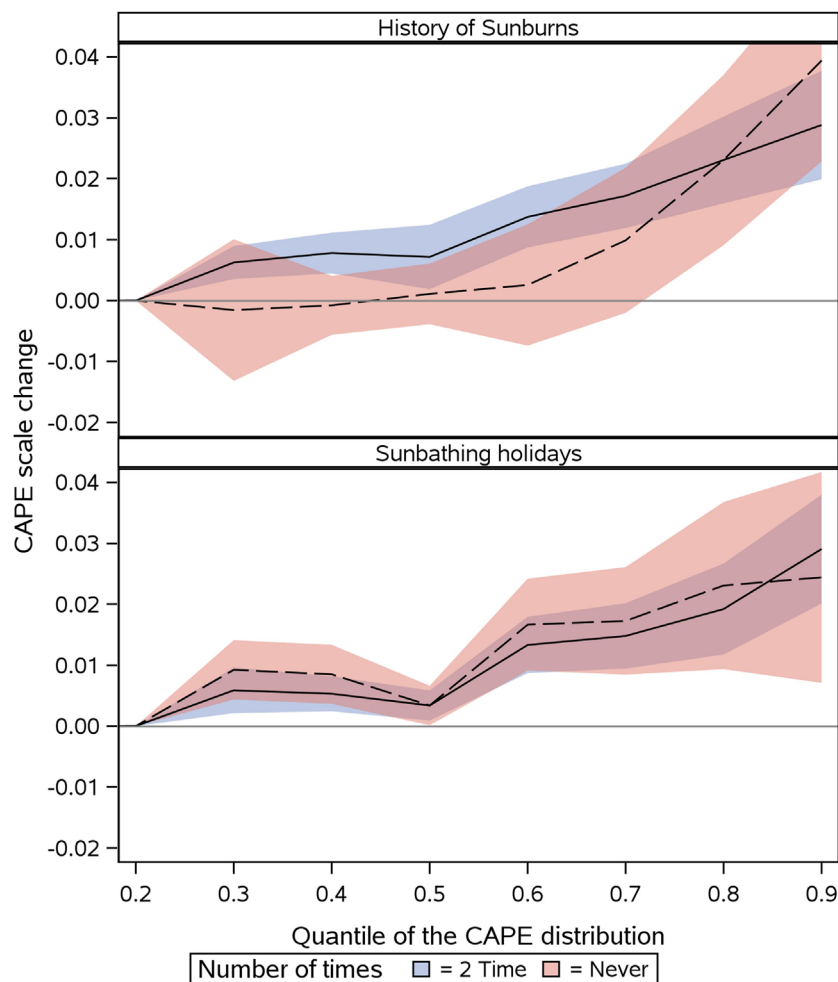 History of Sunburns
0.04
0.03
0.02
0.01
0.00
-0.01
-0.02
CAPE scale change
Sunbathing holidays
0.04
0.03
0.02
0.01
0.00
-0.01
-0.02
0.2 0.3 0.4 0.5 0.6 0.7 0.8 0.9
Quantile of the CAPE distribution
Number of times = 2 Time = Never